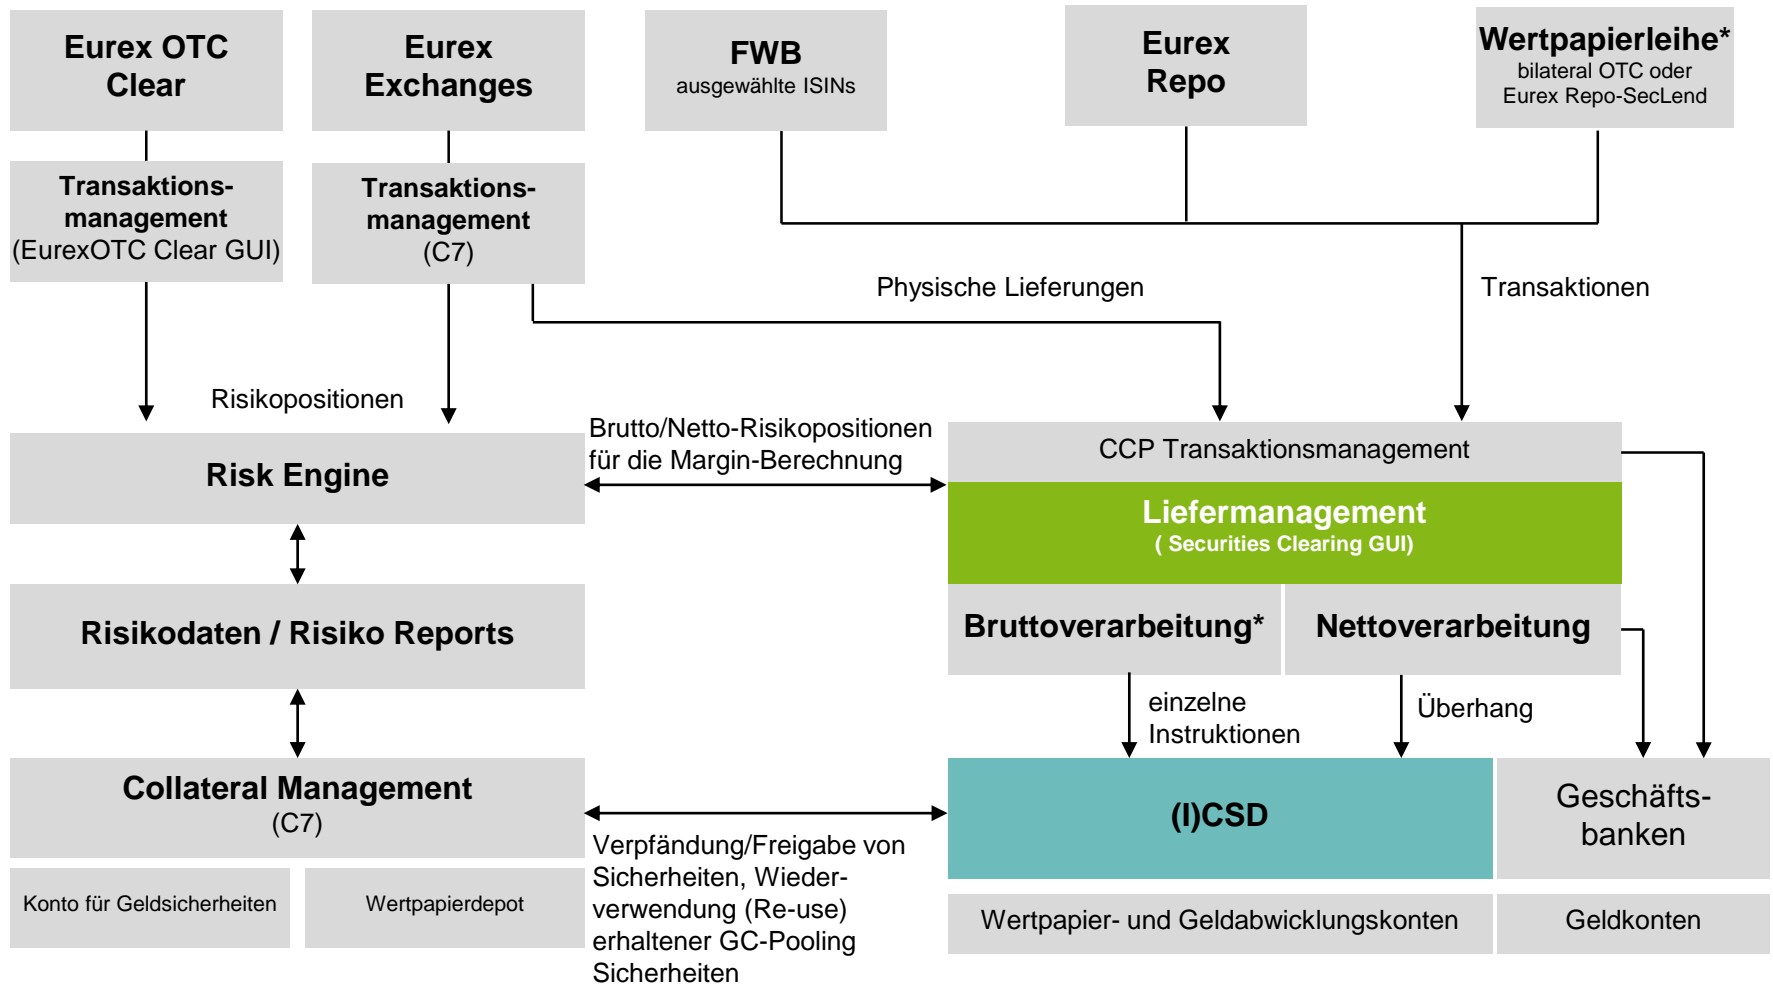 Eurex OTC
Clear
Eurex
Exchanges
FWB
ausgewählte ISINs
Eurex
Repo
Wertpapierleihe*
bilateral OTC oder
Eurex Repo-SecLend
Transaktions-
management
(EurexOTC Clear GUI)
Transaktions-
management
(C7)
Physische Lieferungen
Transaktionen
Risikopositionen
Brutto/Netto-Risikopositionen
für die Margin-Berechnung
Risk Engine
CCP Transaktionsmanagement
Liefermanagement
( Securities Clearing GUI)
Risikodaten / Risiko Reports
Bruttoverarbeitung*
Nettoverarbeitung
einzelne
Instruktionen
Überhang
Collateral Management
(C7)
(I)CSD
Geschäfts-
banken
Verpfändung/Freigabe von
Sicherheiten, Wieder-
verwendung (Re-use)
erhaltener GC-Pooling
Sicherheiten
Konto für Geldsicherheiten
Wertpapierdepot
Wertpapier- und Geldabwicklungskonten
Geldkonten